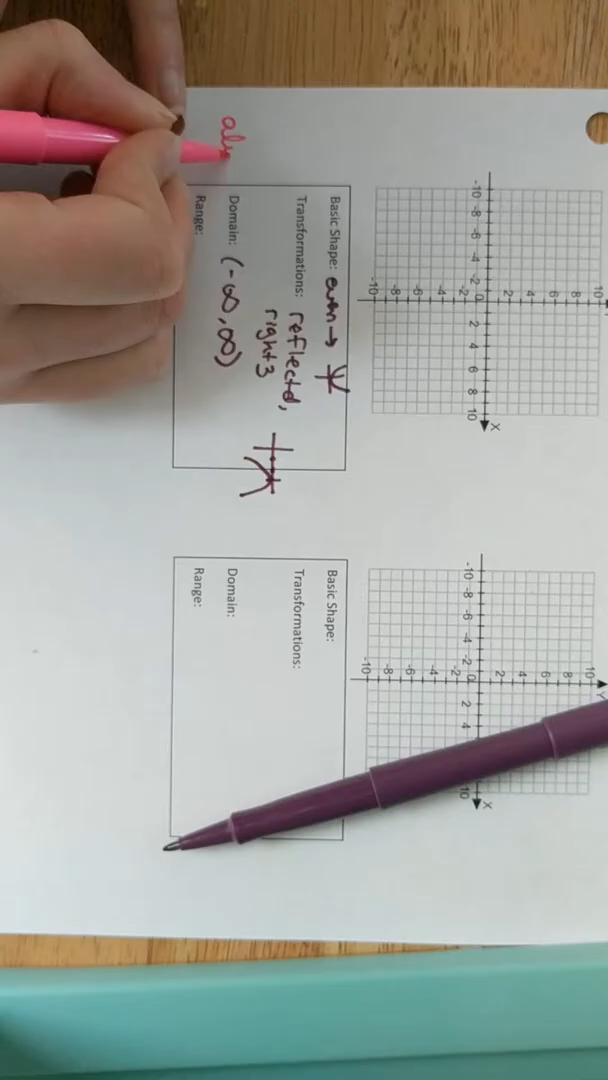 10
8
6
4
2
-10 -8 -6 -4 -2 0 2 4 6 8 10
X
-2
-4
-6
-8
-10
Basic Shape: even →
Transformations: reflected,
right 3
Domain: (-∞, ∞)
Range:
Y
10
8
6
4
2
-10 -8 -6 -4 -2 0 2 4 10
X
-2
-4
-6
-8
-10
Basic Shape:
Transformations:
Domain:
Range: